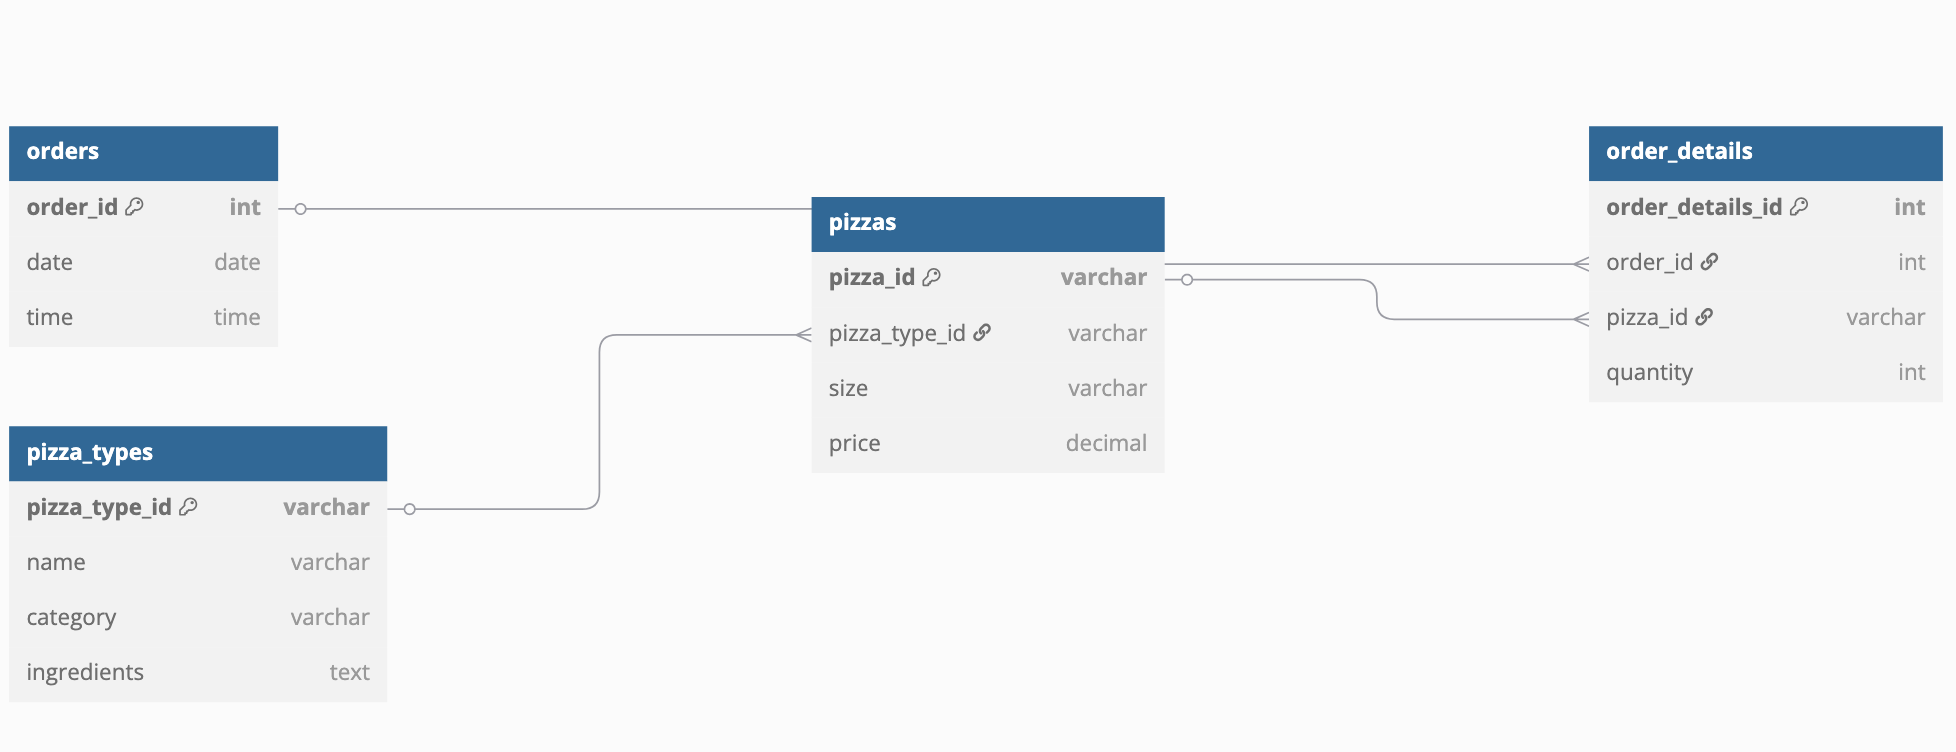 orders
order_id int
date date
time time
pizza_types
pizza_type_id varchar
name varchar
category varchar
ingredients text
pizzas
pizza_id varchar
pizza_type_id varchar
size varchar
price decimal
order_details
order_details_id int
order_id int
pizza_id varchar
quantity int